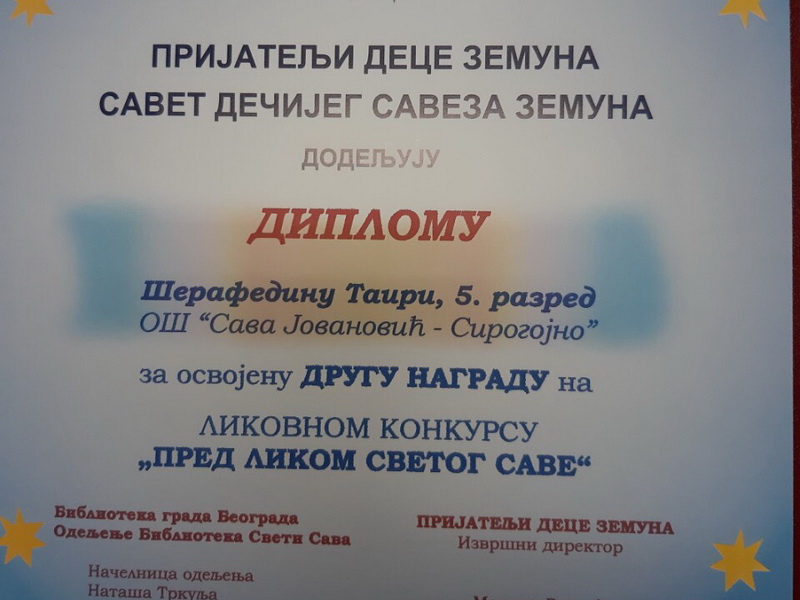 ПРИЈАТЕЉИ ДЕЦЕ ЗЕМУНА
САВЕТ ДЕЧИЈЕГ САВЕЗА ЗЕМУНА
ДОДЕЉУЈУ
ДИПЛОМУ
Шерафедину Таири, 5. разред
ОШ “Сава Јовановић - Сирогојно”
за освојену ДРУГУ НАГРАДУ на
ЛИКОВНОМ КОНКУРСУ
„ПРЕД ЛИКОМ СВЕТОГ САВЕ“
Библиотека града Београда
Одељење Библиотека Свети Сава
Начелница одељења
Наташа Тркуља
ПРИЈАТЕЉИ ДЕЦЕ ЗЕМУНА
Извршни директор